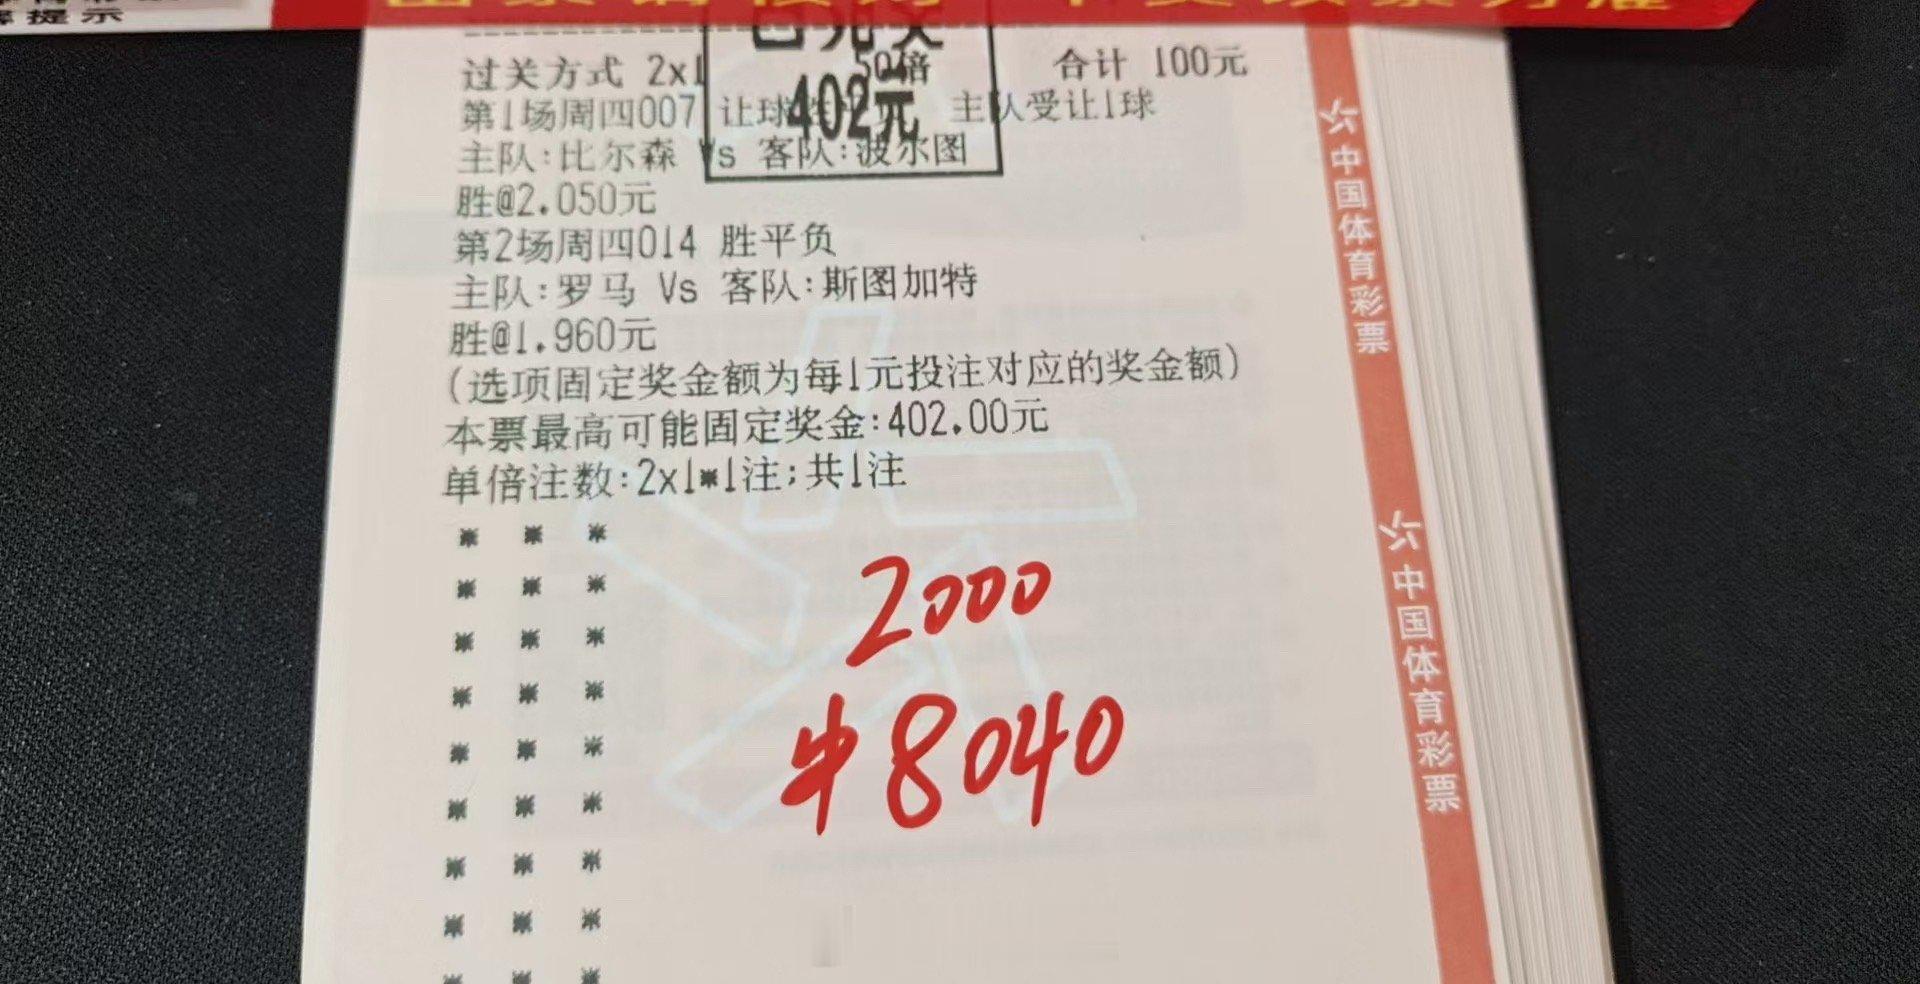 提示
过关方式 2x1 50倍 合计 100元
402元
第1场周四007 让球 主队受让1球
主队:比尔森 Vs 客队:波尔图
胜@2.050元
第2场周四014 胜平负
主队:罗马 Vs 客队:斯图加特
胜@1.960元
(选项固定奖金额为每1元投注对应的奖金额)
本票最高可能固定奖金:402.00元
单倍注数:2x1*1注;共1注
2000
中8040
中国体育彩票
中国体育彩票